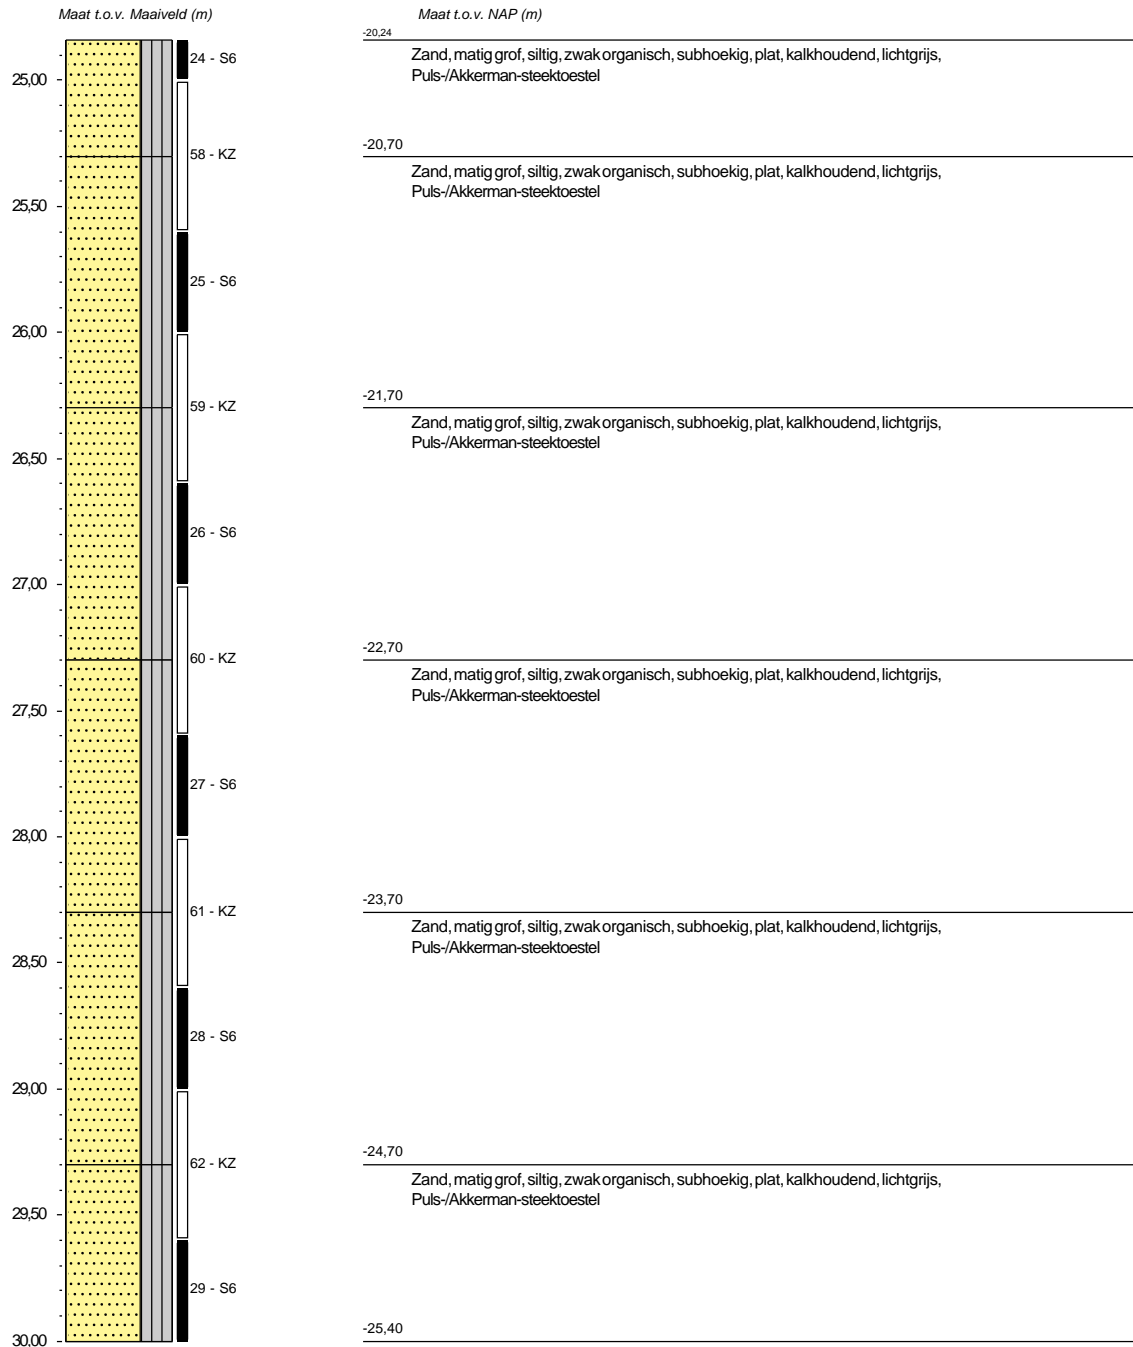 Maat t.o.v. Maaiveld (m)
Maat t.o.v. NAP (m)
-20,24
24 - S6
Zand, matig grof, siltig, zwak organisch, subhoekig, plat, kalkhoudend, lichtgrijs,
Puls-/Akkerman-steektoestel
25,00
-20,70
58 - KZ
Zand, matig grof, siltig, zwak organisch, subhoekig, plat, kalkhoudend, lichtgrijs,
Puls-/Akkerman-steektoestel
25,50
25 - S6
26,00
-21,70
59 - KZ
Zand, matig grof, siltig, zwak organisch, subhoekig, plat, kalkhoudend, lichtgrijs,
Puls-/Akkerman-steektoestel
26,50
26 - S6
27,00
-22,70
60 - KZ
Zand, matig grof, siltig, zwak organisch, subhoekig, plat, kalkhoudend, lichtgrijs,
Puls-/Akkerman-steektoestel
27,50
27 - S6
28,00
-23,70
61 - KZ
Zand, matig grof, siltig, zwak organisch, subhoekig, plat, kalkhoudend, lichtgrijs,
Puls-/Akkerman-steektoestel
28,50
28 - S6
29,00
-24,70
62 - KZ
Zand, matig grof, siltig, zwak organisch, subhoekig, plat, kalkhoudend, lichtgrijs,
Puls-/Akkerman-steektoestel
29,50
29 - S6
-25,40
30,00